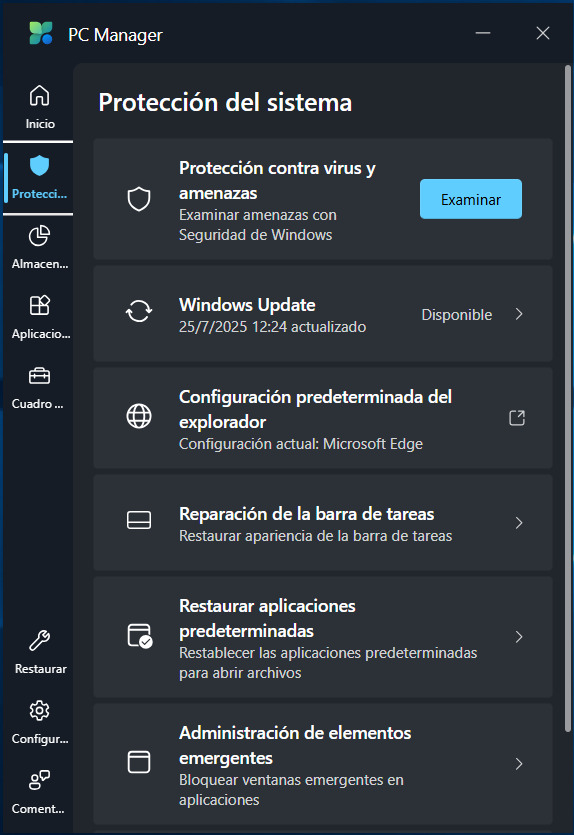 PC Manager
Inicio
Protecci...
Almacen...
Aplicacio...
Cuadro ...
Restaurar
Configur...
Coment...
Protección del sistema
Protección contra virus y
amenazas
Examinar amenazas con
Seguridad de Windows
Examinar
Windows Update
25/7/2025 12:24 actualizado
Disponible
Configuración predeterminada del
explorador
Configuración actual: Microsoft Edge
Reparación de la barra de tareas
Restaurar apariencia de la barra de tareas
Restaurar aplicaciones
predeterminadas
Restablecer las aplicaciones predeterminadas
para abrir archivos
Administración de elementos
emergentes
Bloquear ventanas emergentes en
aplicaciones